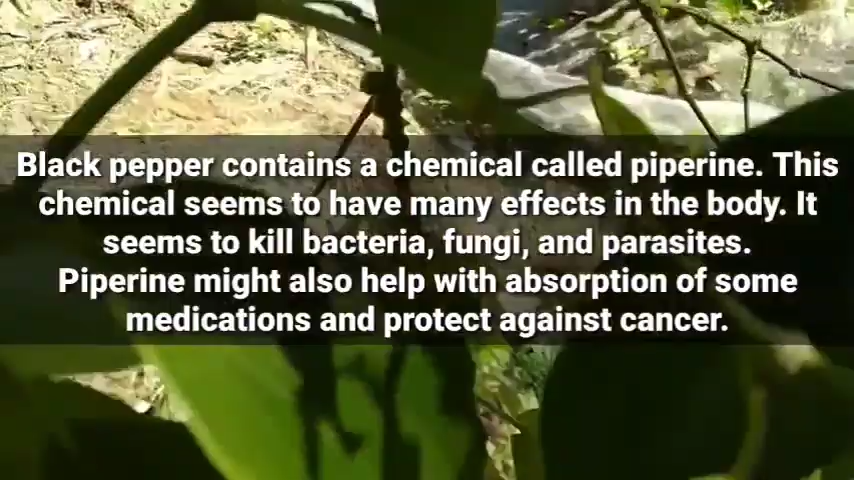 Black pepper contains a chemical called piperine. This
chemical seems to have many effects in the body. It
seems to kill bacteria, fungi, and parasites.
Piperine might also help with absorption of some
medications and protect against cancer.